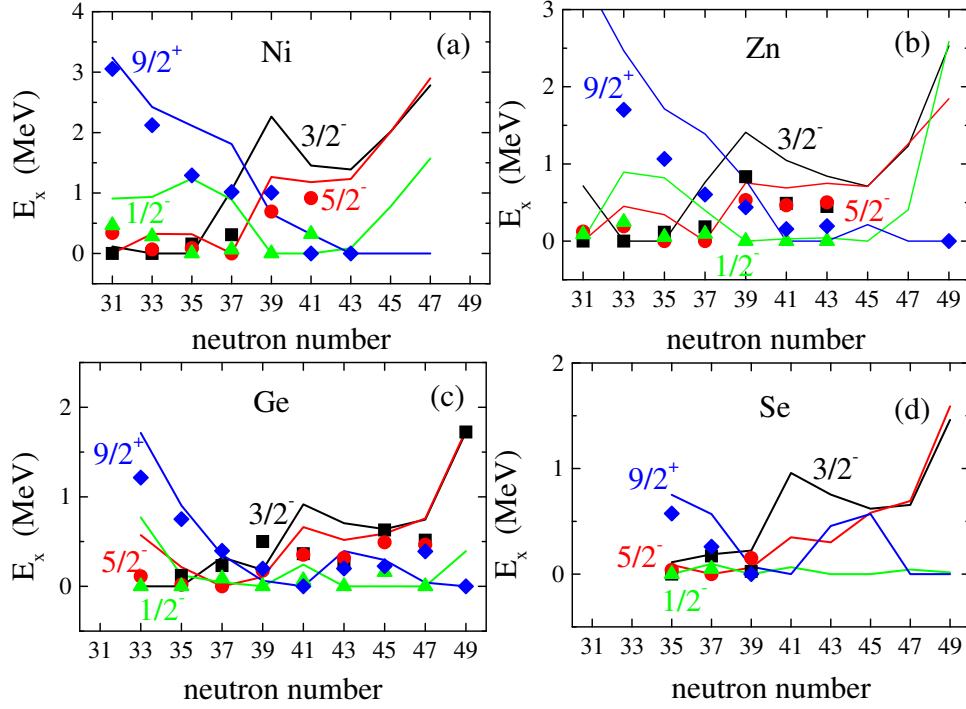 4
3
2
1
0
E_x (MeV)
Ni
(a)
9/2⁺
3/2⁻
5/2⁻
1/2⁻
31 33 35 37 39 41 43 45 47 49
neutron number
3
2
1
0
E_x (MeV)
Zn
(b)
9/2⁺
3/2⁻
5/2⁻
1/2⁻
31 33 35 37 39 41 43 45 47 49
neutron number
2
1
0
E_x (MeV)
Ge
(c)
9/2⁺
3/2⁻
5/2⁻
1/2⁻
31 33 35 37 39 41 43 45 47 49
neutron number
2
1
0
E_x (MeV)
Se
(d)
9/2⁺
3/2⁻
5/2⁻
1/2⁻
31 33 35 37 39 41 43 45 47 49
neutron number